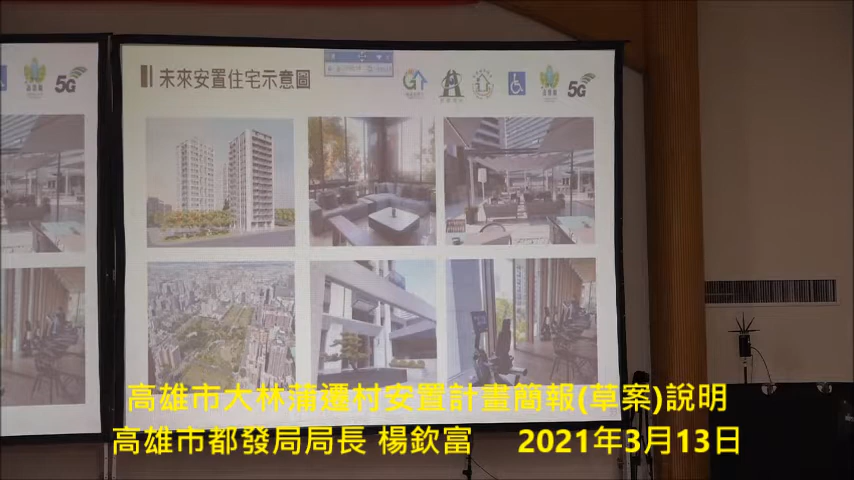 未來安置住宅示意圖
5G
5G
高雄市大林蒲遷村安置計畫簡報(草案)說明
高雄市都發局局長 楊欽富 2021年3月13日